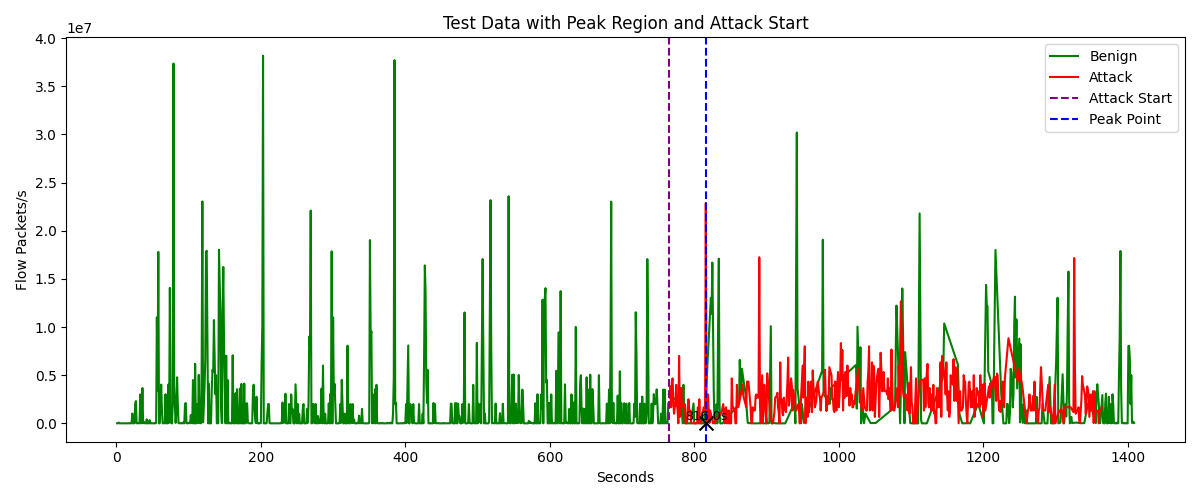 Test Data with Peak Region and Attack Start
1e7
4.0
3.5
3.0
2.5
2.0
1.5
1.0
0.5
0.0
Flow Packets/s
Benign
Attack
Attack Start
Peak Point
0
200
400
600
800
1000
1200
1400
Seconds